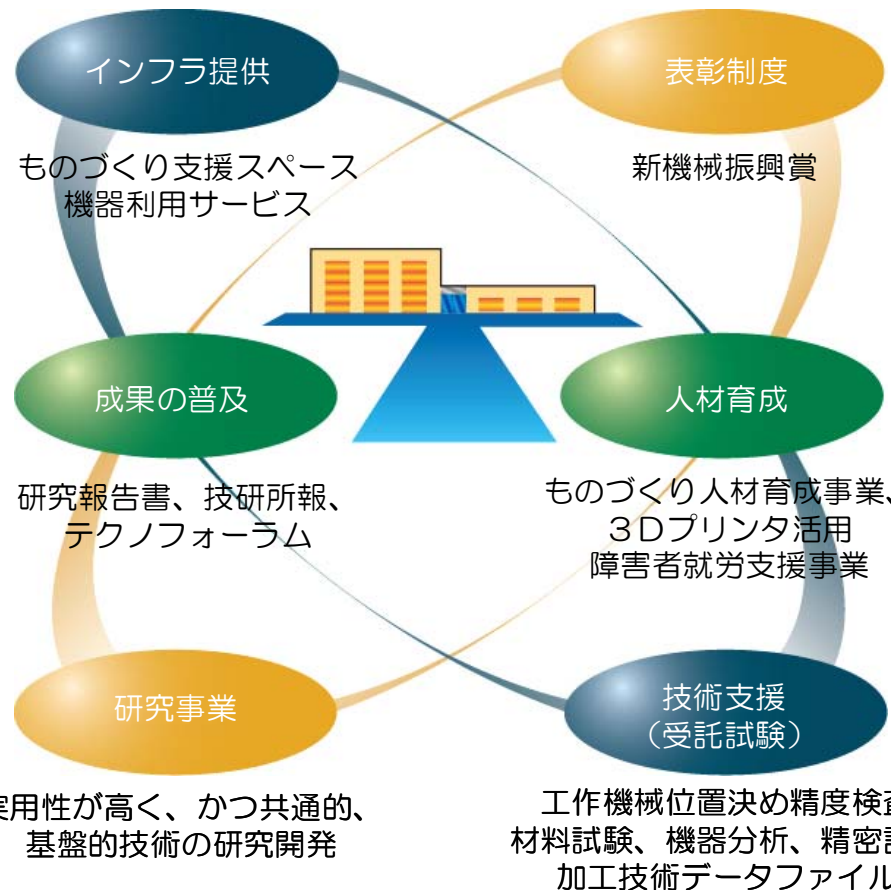 インフラ提供
ものづくり支援スペース
機器利用サービス
表彰制度
新機械振興賞
成果の普及
研究報告書、技研所報、
テクノフォーラム
人材育成
ものづくり人材育成事業、
３Dプリンタ活用
障害者就労支援事業
研究事業
実用性が高く、かつ共通的、
基盤的技術の研究開発
技術支援
（受託試験）
工作機械位置決め精度検査
材料試験、機器分析、精密
加工技術データファイル